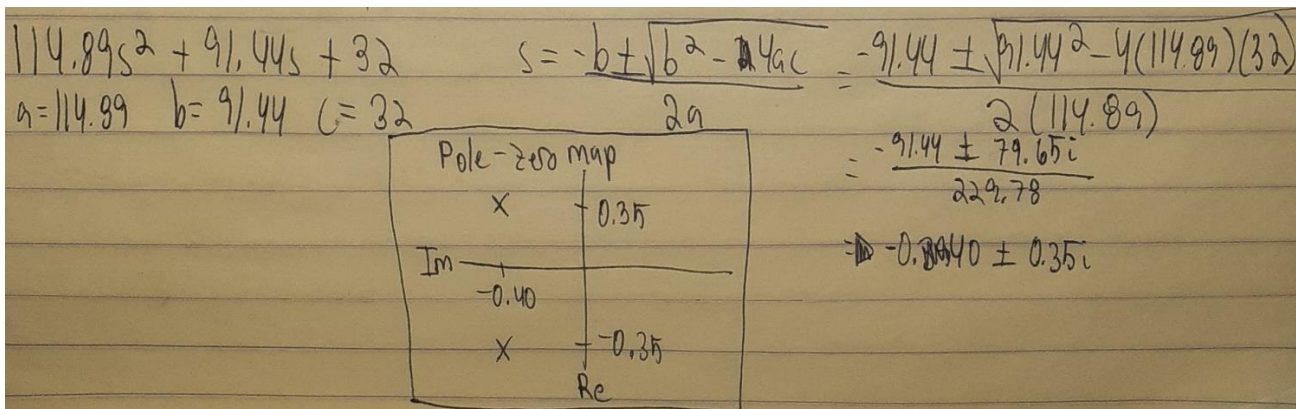 114.89s² + 91.44s + 32
a=114.89 b= 91.44 c= 32
s = -b ± √(b² - 4ac) / 2a = -91.44 ± √(91.44² - 4(114.89)(32)) / 2(114.89)
= -91.44 ± 79.65i / 229.78
⇒ -0.40 ± 0.35i
Pole-zero map
x 0.35
Im
-0.40
x -0.35
Re